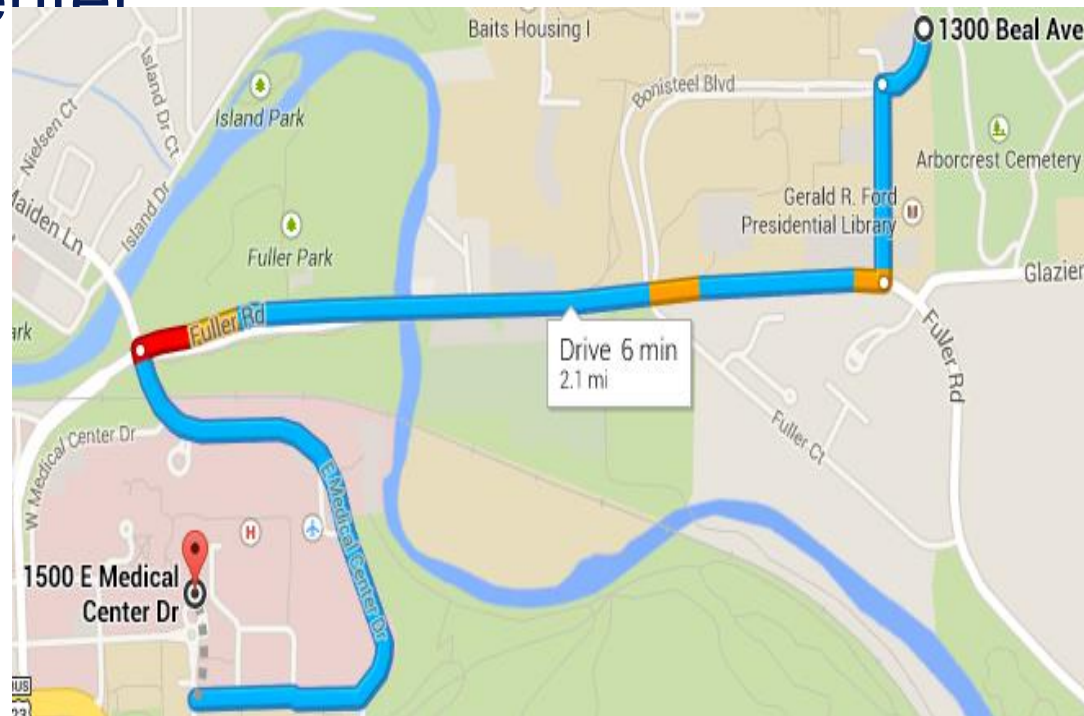 Baits Housing I
1300 Beal Ave
Island Dr Ct
Nielsen Ct
Island Park
Bonisteel Blvd
Arborcrest Cemetery
Maiden Ln
Island Dr
Gerald R. Ford
Presidential Library
Fuller Park
Glazier
Fuller Rd
Drive 6 min
2.1 mi
Fuller Rd
Fuller Ct
W Medical Center Dr
E Medical Center Dr
H
1500 E Medical
Center Dr
23